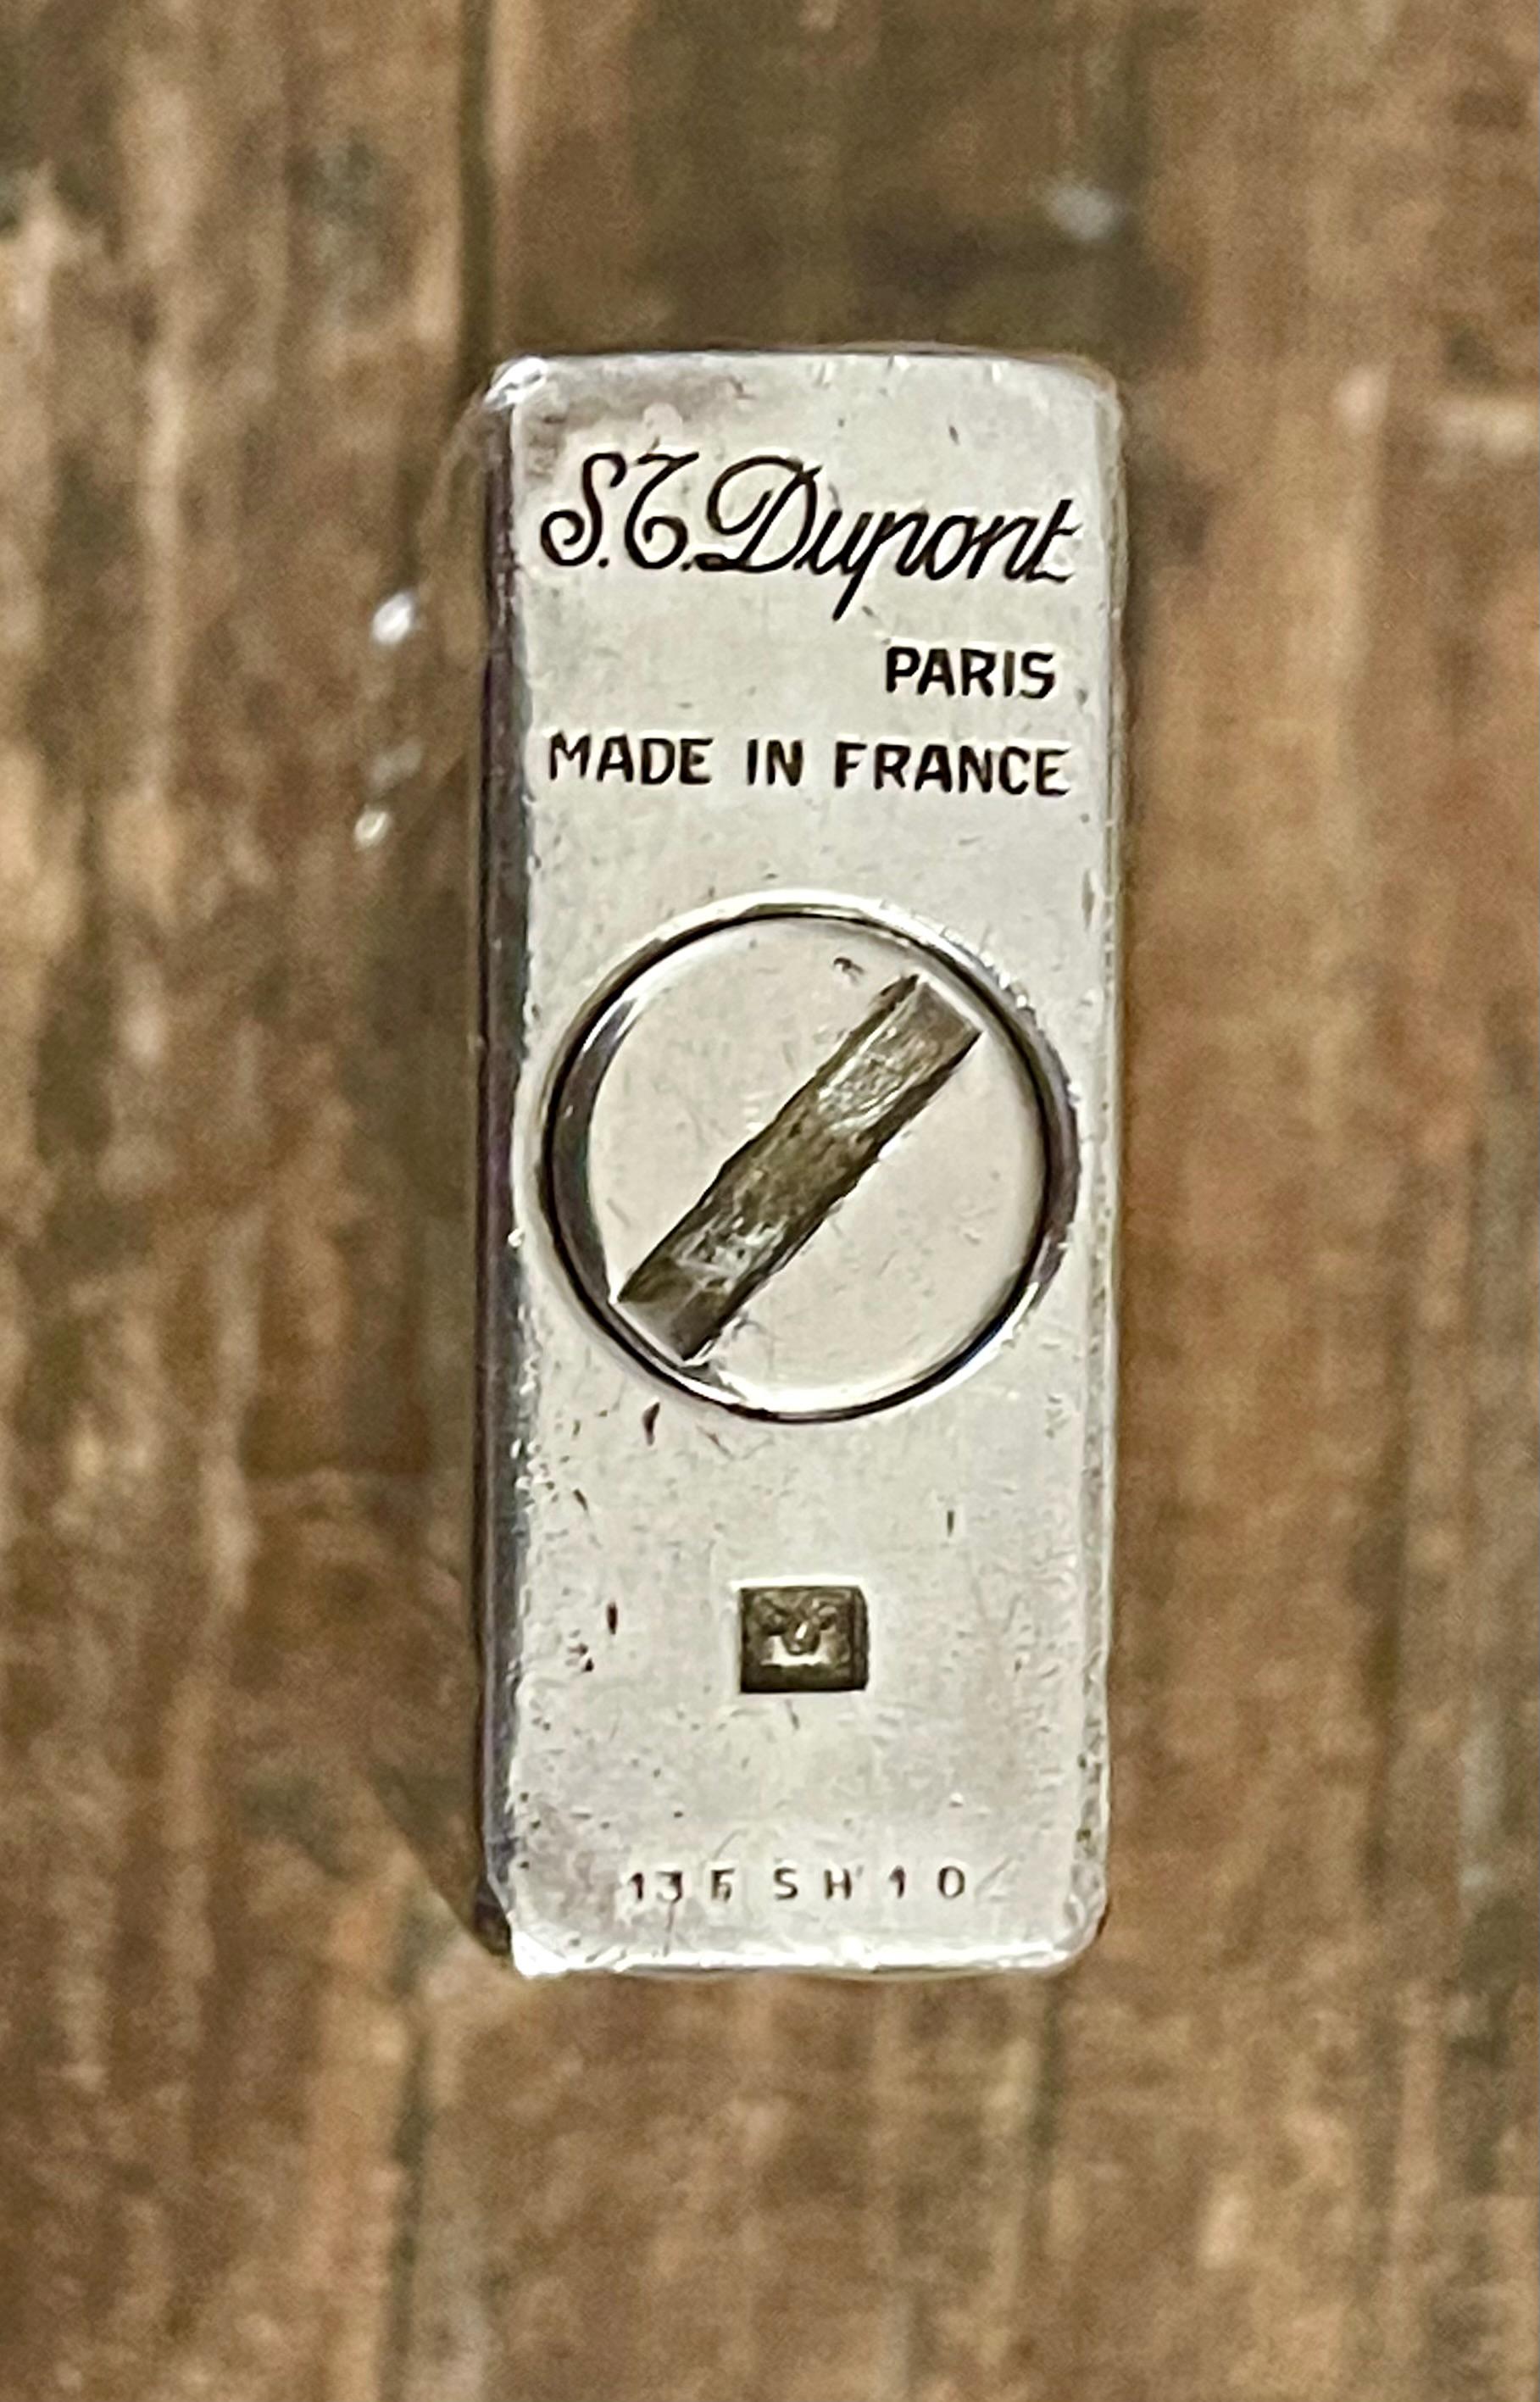 S.T. Dupont
PARIS
MADE IN FRANCE